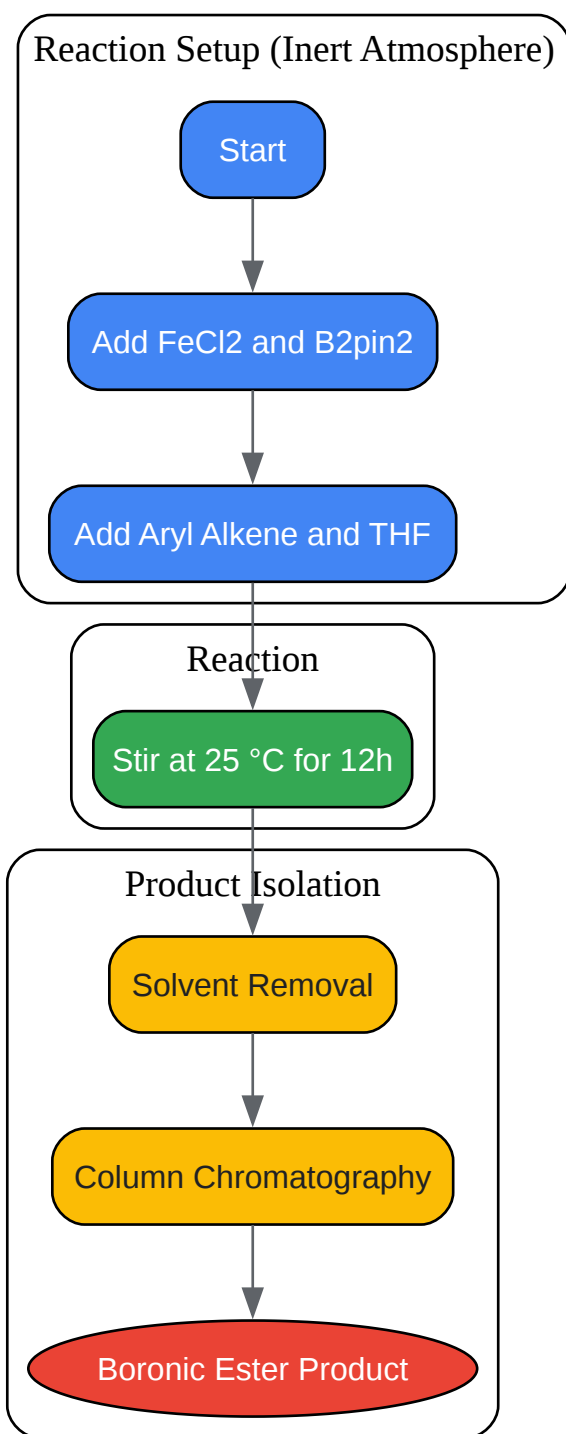 Reaction Setup (Inert Atmosphere)
Start
Add FeCl2 and B2pin2
Add Aryl Alkene and THF
Reaction
Stir at 25 °C for 12h
Product Isolation
Solvent Removal
Column Chromatography
Boronic Ester Product